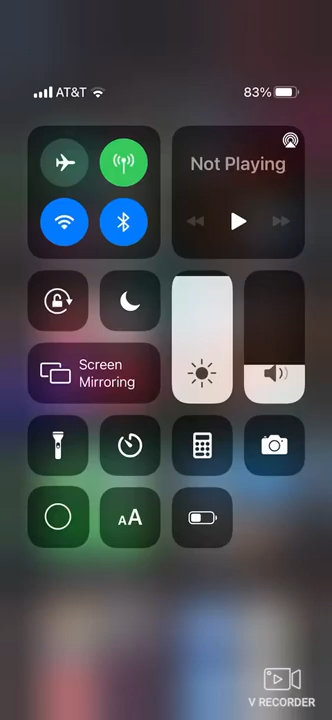 AT&T
83%
Not Playing
Screen
Mirroring
AA
V RECORDER